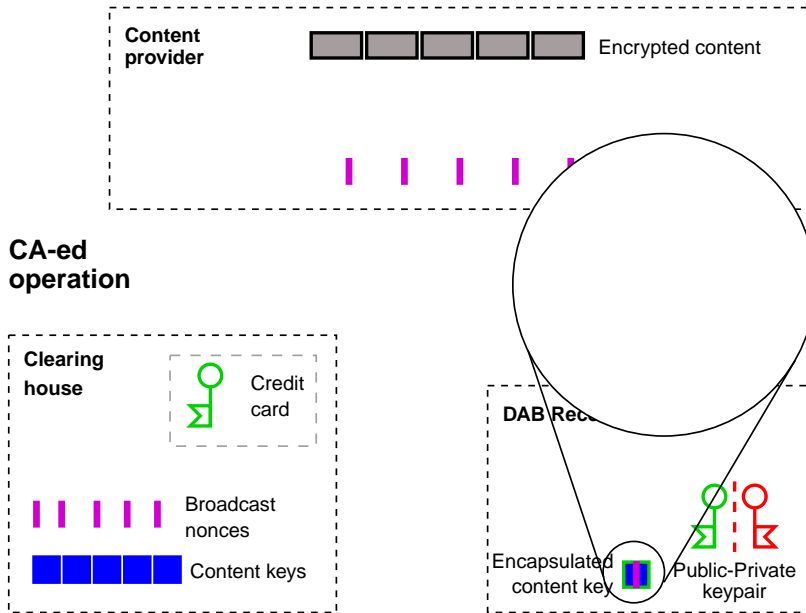 Content
provider
Encrypted content
CA-ed
operation
Clearing
house
Credit
card
DAB
Broadcast
nonces
Content keys
Encapsulated
content key
Public-Private
keypair